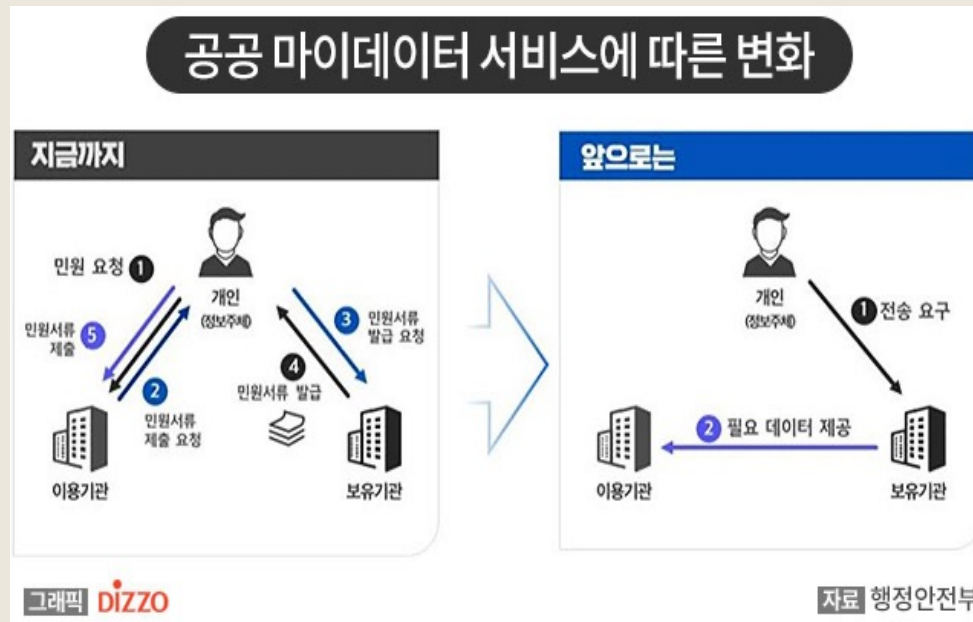 공공 마이데이터 서비스에 따른 변화
지금까지
민원 요청 1
개인
(정보주체)
민원서류
제출 5
3 민원서류
발급 요청
4
민원서류 발급
2
민원서류
제출 요청
이용기관
보유기관
앞으로는
개인
(정보주체)
1 전송 요구
2 필요 데이터 제공
이용기관
보유기관
그래픽 DIZZO
자료 행정안전부